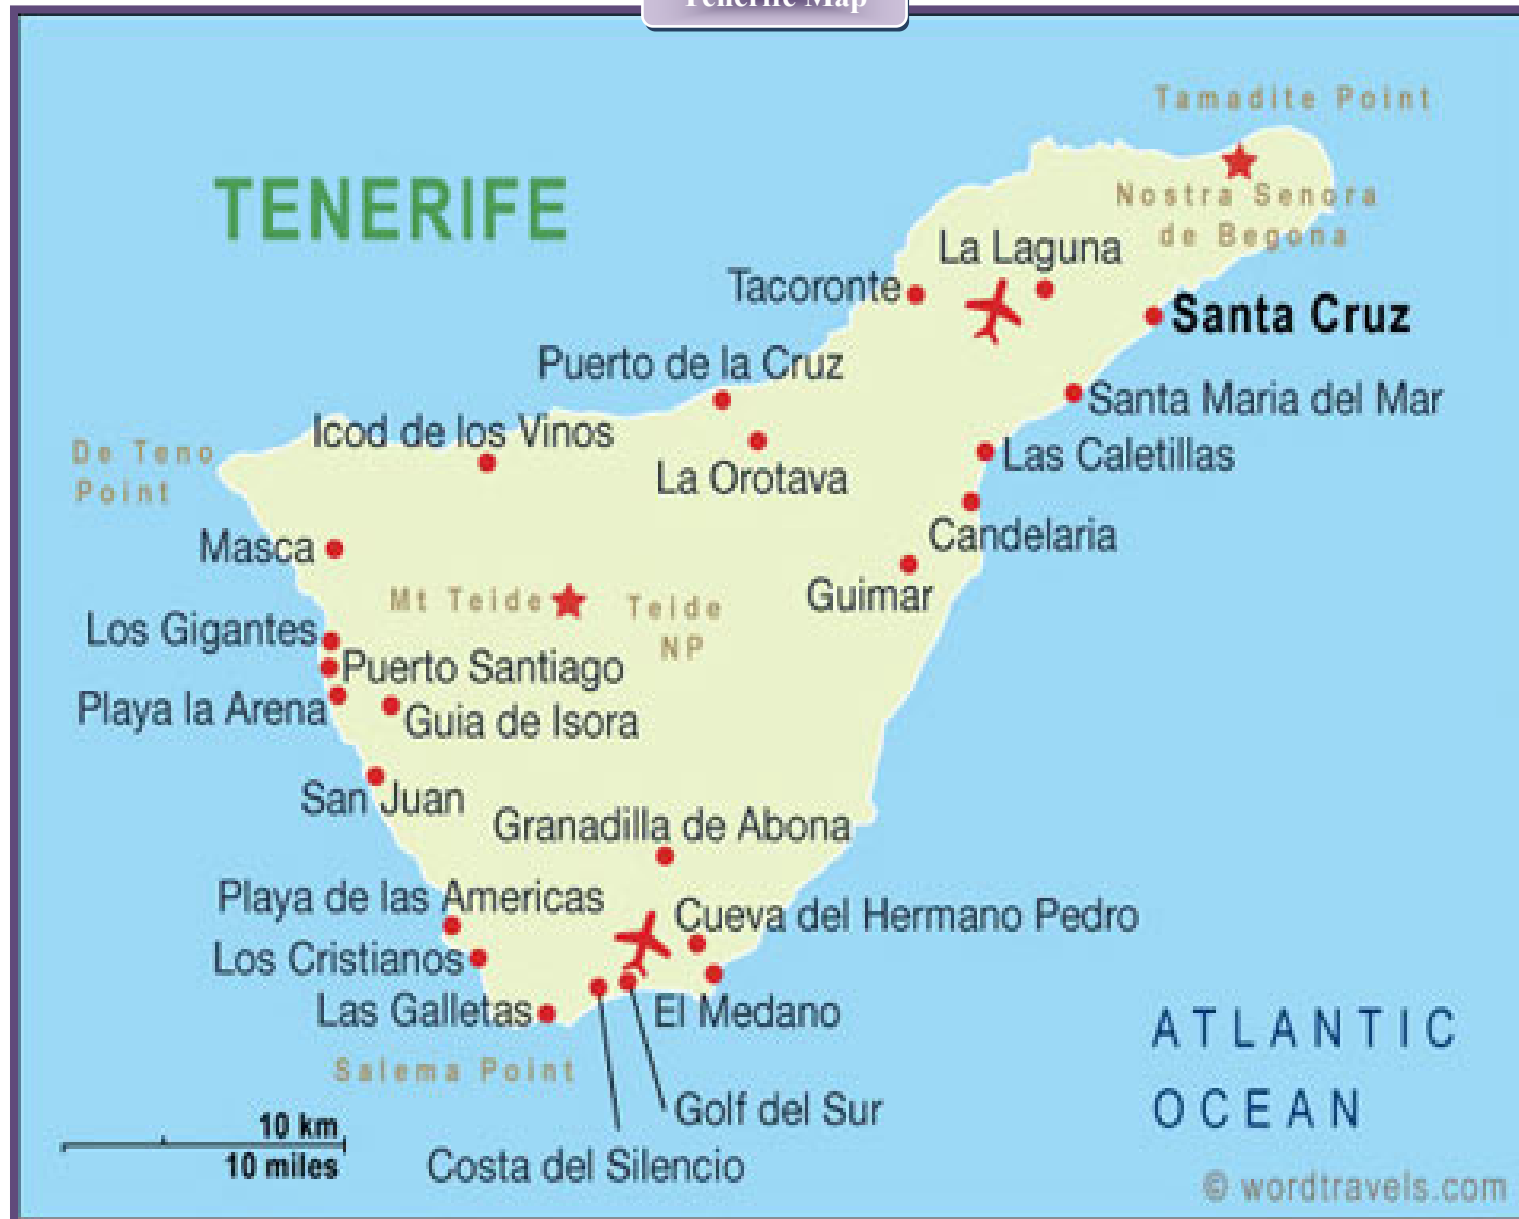 Tenerife Map
Tamadite Point
TENERIFE
Nostra Senora
de Begona
La Laguna
Tacoronte
Santa Cruz
Puerto de la Cruz
Santa Maria del Mar
Icod de los Vinos
De Teno
Point
Las Caletillas
La Orotava
Candelaria
Masca
Guimar
Mt Teide
Teide
NP
Los Gigantes
Puerto Santiago
Playa la Arena
Guia de Isora
San Juan
Granadilla de Abona
Playa de las Americas
Cueva del Hermano Pedro
Los Cristianos
Las Galletas
El Medano
ATLANTIC
OCEAN
Salema Point
Golf del Sur
10 km
10 miles
Costa del Silencio
© wordtravels.com